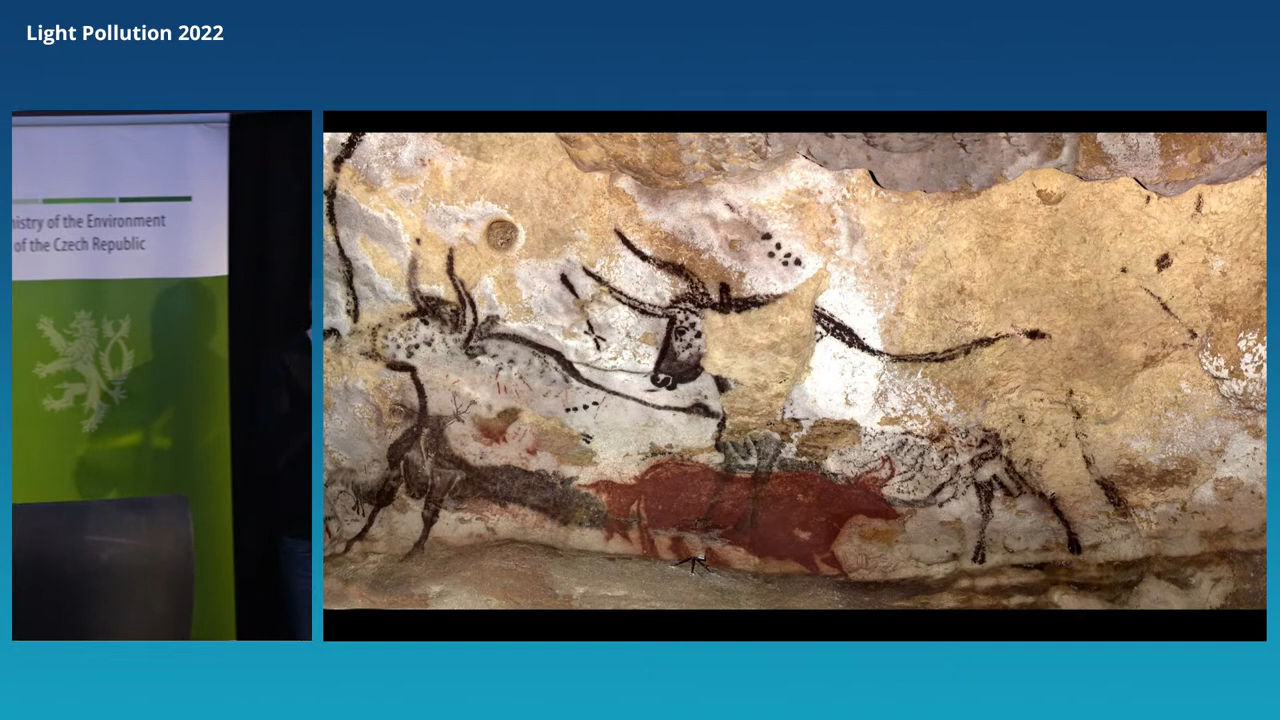 Light Pollution 2022
istry of the Environment
of the Czech Republic